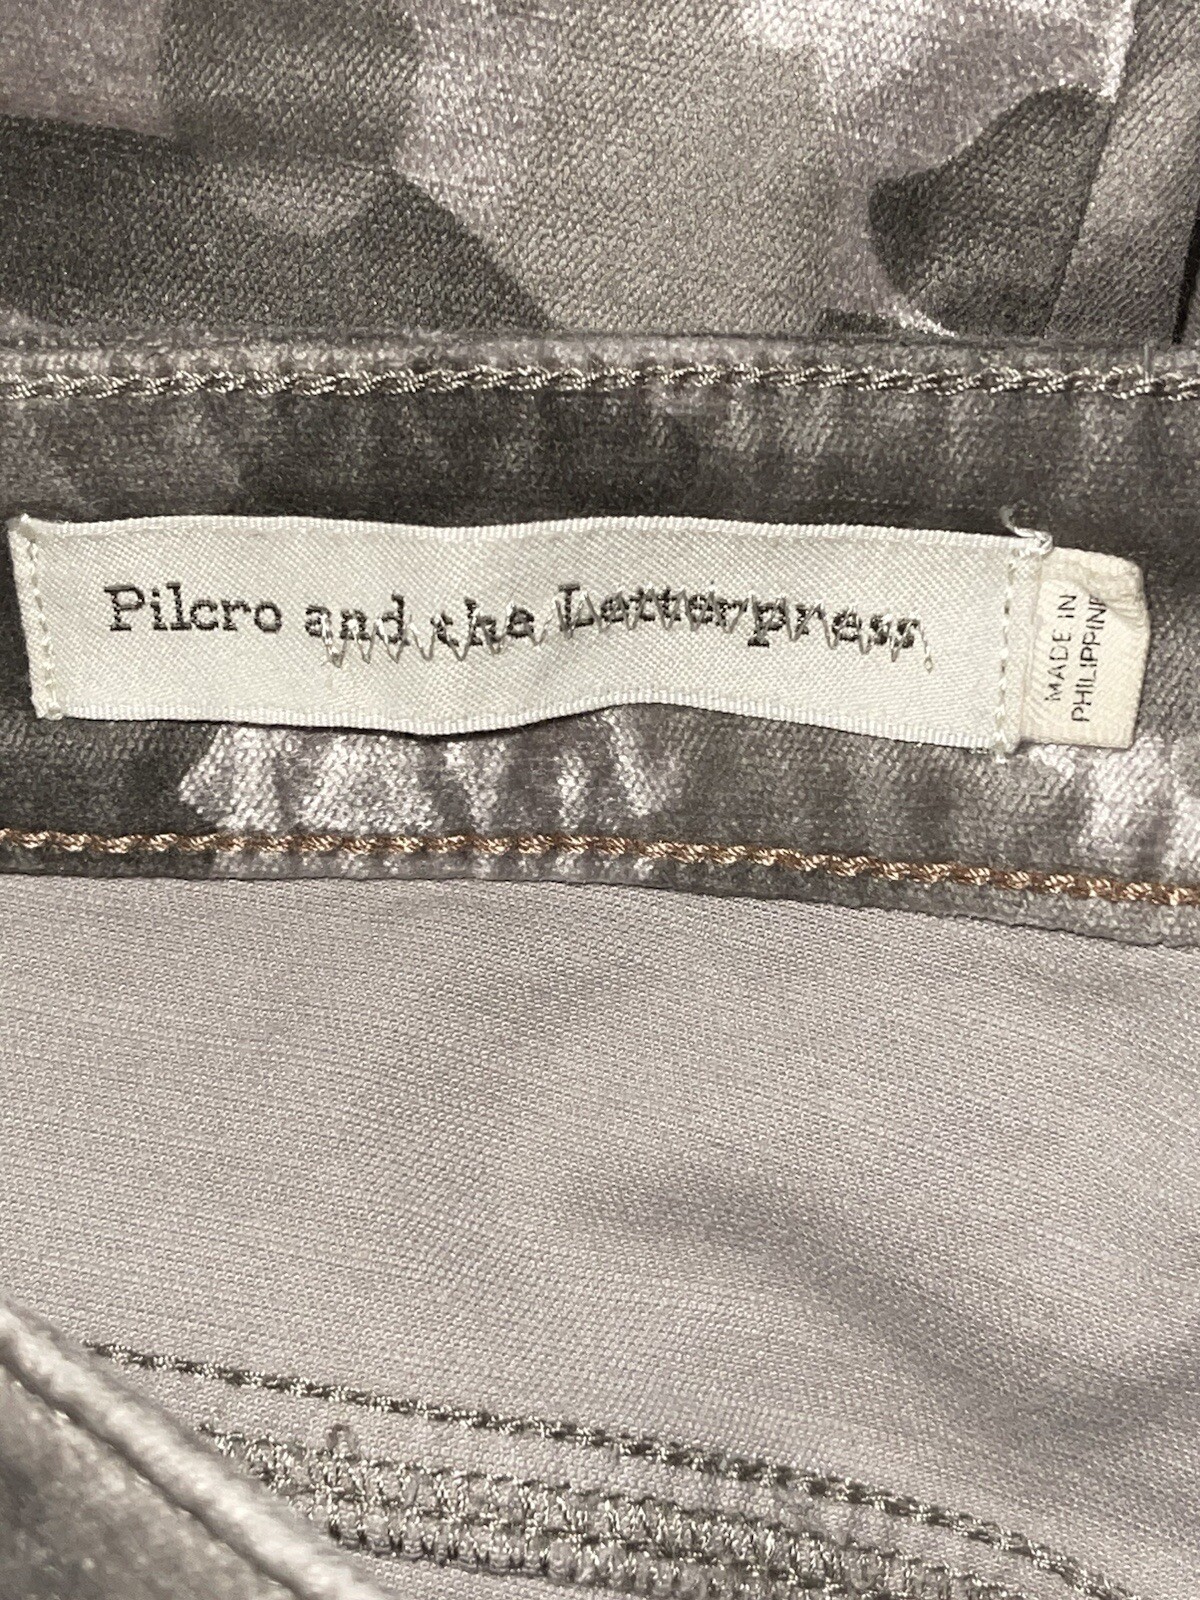 Pilcro and the Letterpress
MADE IN
PHILIPPINE